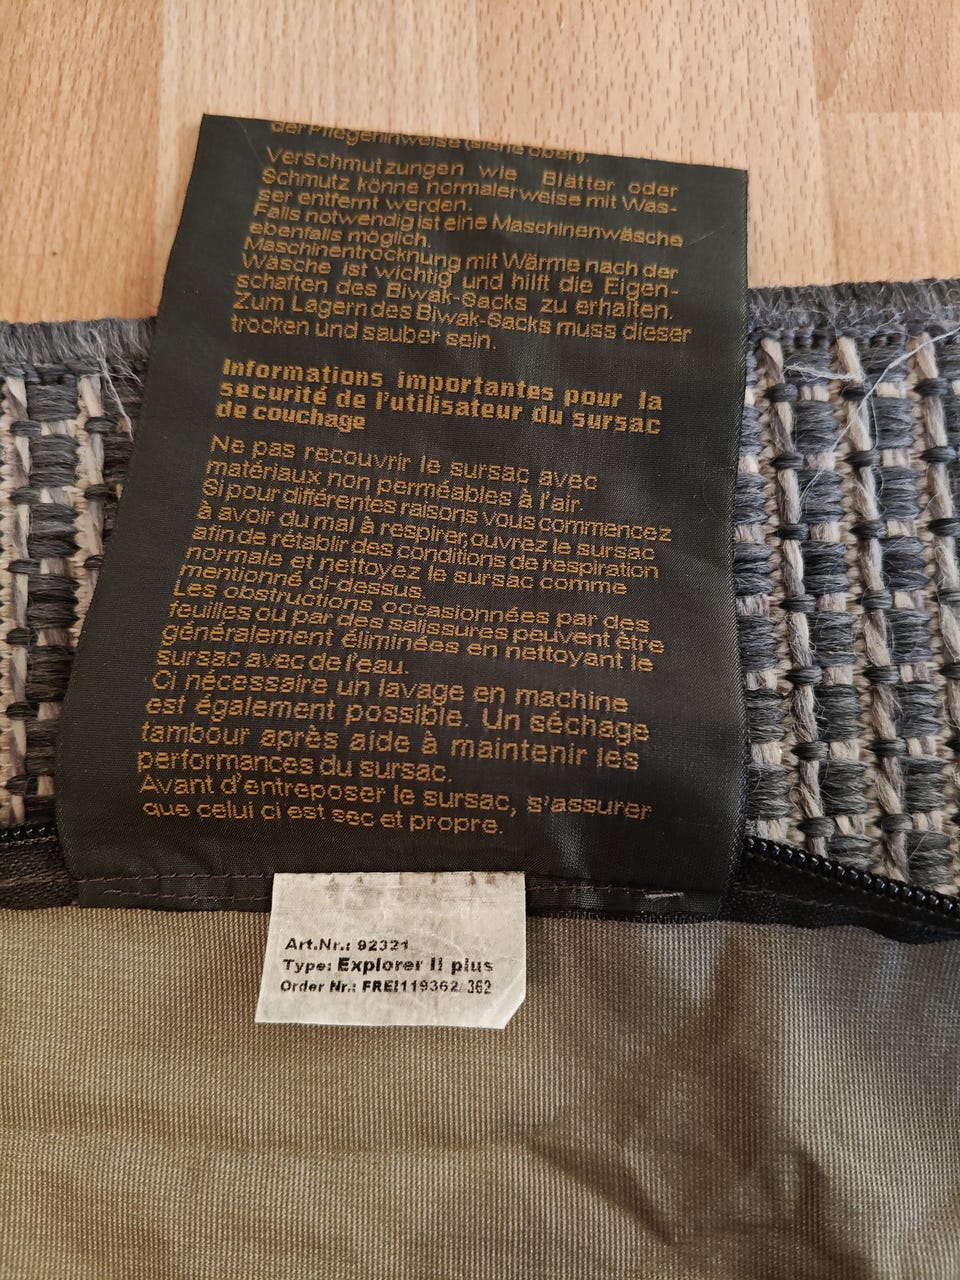 der Pflegehinweise (siehe oben).
Verschmutzungen wie Blätter oder
Schmutz könne normalerweise mit Was-
ser entfernt werden.
Falls notwendig ist eine Maschinenwäsche
ebenfalls möglich.
Maschinentrocknung mit Wärme nach der
Wäsche ist wichtig und hilft die Eigen-
schaften des Biwak-Sacks zu erhalten.
Zum Lagern des Biwak-Sacks muss dieser
trocken und sauber sein.
Informations importantes pour la
securité de l'utilisateur du sursac
de couchage
Ne pas recouvrir le sursac avec
matériaux non perméables à l'air.
Si pour différentes raisons vous commencez
à avoir du mal à respirer, ouvrez le sursac
afin de rétablir des conditions de respiration
normale et nettoyez le sursac comme
mentionné ci-dessus.
Les obstructions occasionnées par des
feuilles ou par des salissures peuvent être
généralement éliminées en nettoyant le
sursac avec de l'eau.
Ci nécessaire un lavage en machine
est également possible. Un séchage
tambour après aide à maintenir les
performances du sursac.
Avant d'entreposer le sursac, s'assurer
que celui ci est sec et propre.
Art.Nr.: 92321
Type: Explorer II plus
Order Nr.: FREI119362/362